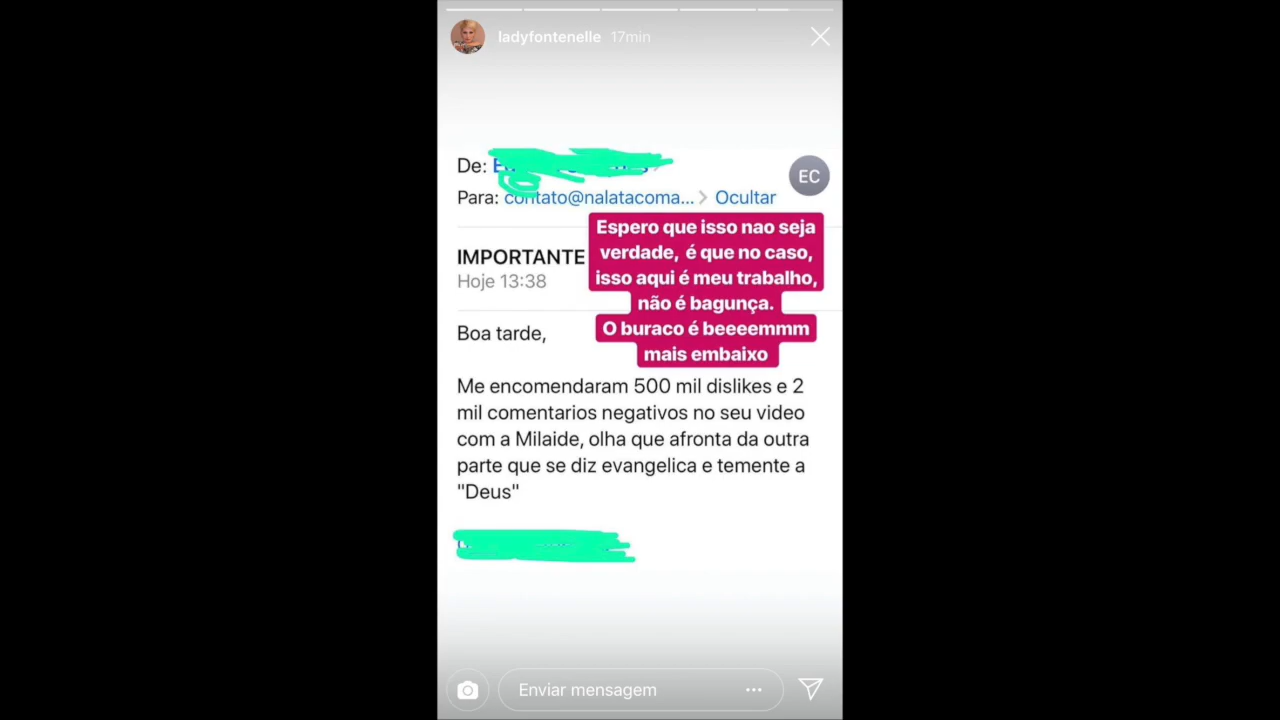 ladyfontenelle 17min
De:
Para: contato@nalatacoma... > Ocultar
EC
Espero que isso nao seja
verdade, é que no caso,
isso aqui é meu trabalho,
não é bagunça.
O buraco é beeeemmm
mais embaixo
IMPORTANTE
Hoje 13:38
Boa tarde,
Me encomendaram 500 mil dislikes e 2
mil comentarios negativos no seu video
com a Milaide, olha que afronta da outra
parte que se diz evangelica e temente a
"Deus"
Enviar mensagem